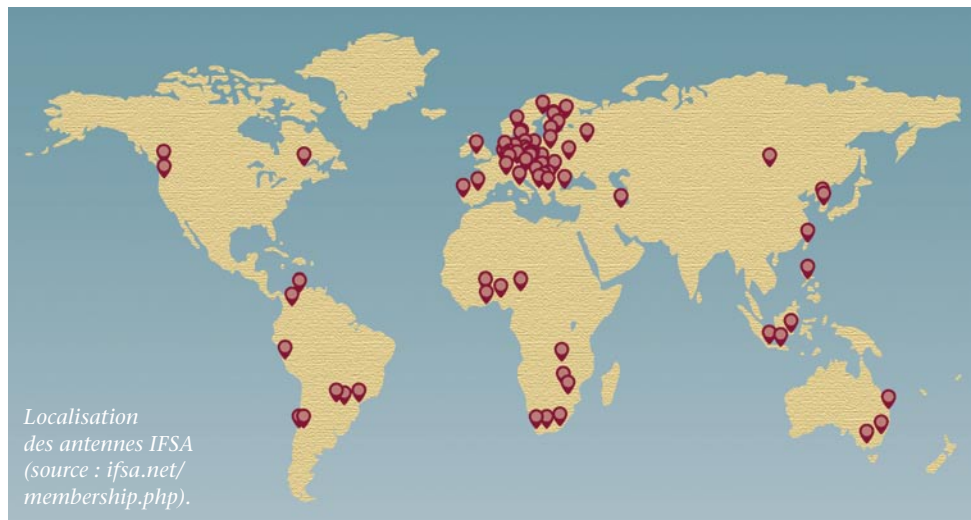 Localisation
des antennes IFSA
(source : ifsa.net/
membership.php).